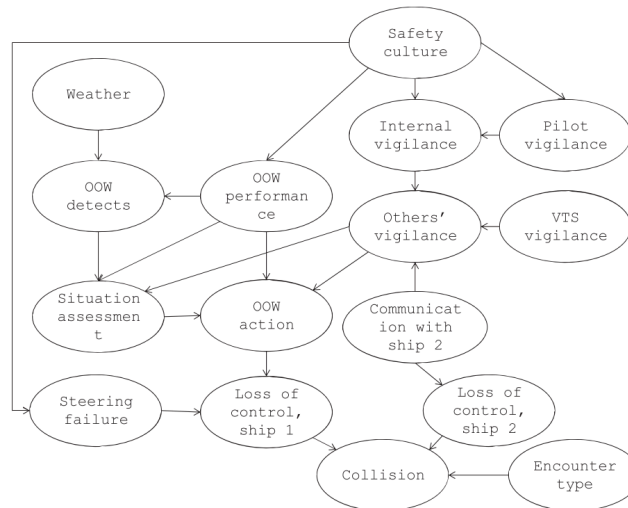 Safety
culture
Weather
Internal
vigilance
Pilot
vigilance
OOW
detects
OOW
performa
nce
Others'
vigilance
VTS
vigilance
Situation
assessmen
t
OOW
action
Communicat
ion with
ship 2
Steering
failure
Loss of
control,
ship 1
Loss of
control,
ship 2
Collision
Encounter
type